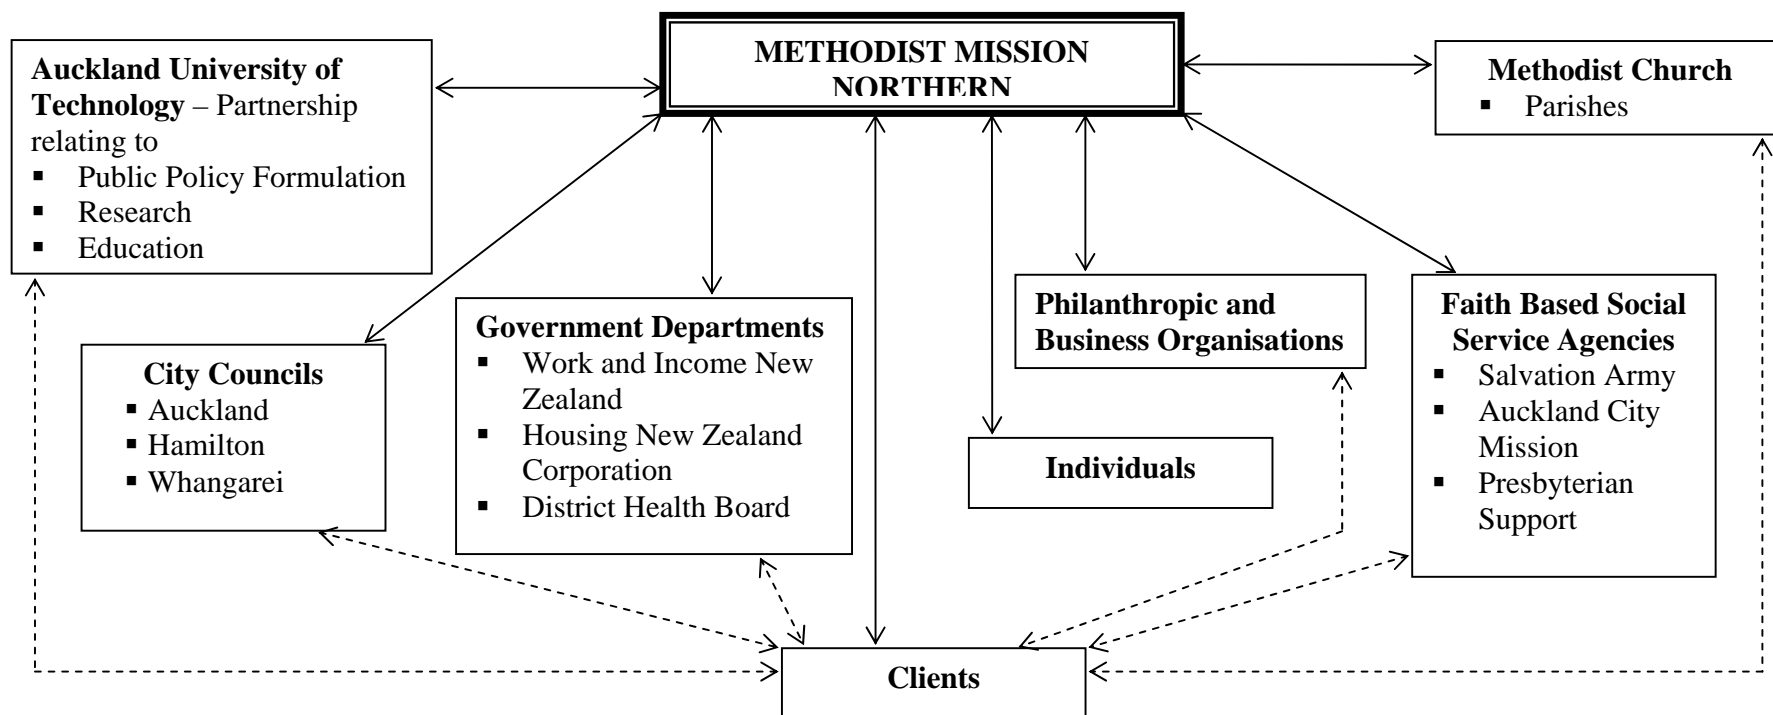 METHODIST MISSION
NORTHERN
Auckland University of
Technology – Partnership
relating to
▪ Public Policy Formulation
▪ Research
▪ Education
Methodist Church
▪ Parishes
City Councils
▪ Auckland
▪ Hamilton
▪ Whangarei
Government Departments
▪ Work and Income New
Zealand
▪ Housing New Zealand
Corporation
▪ District Health Board
Individuals
Philanthropic and
Business Organisations
Faith Based Social
Service Agencies
▪ Salvation Army
▪ Auckland City
Mission
▪ Presbyterian
Support
Clients